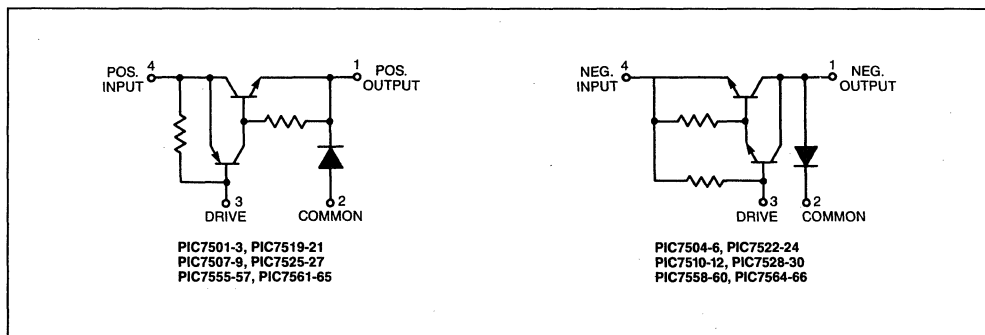 4
POS.
INPUT
1
POS.
OUTPUT
3
DRIVE
2
COMMON
PIC7501-3, PIC7519-21
PIC7507-9, PIC7525-27
PIC7555-57, PIC7561-65
4
NEG.
INPUT
1
NEG.
OUTPUT
3
DRIVE
2
COMMON
PIC7504-6, PIC7522-24
PIC7510-12, PIC7528-30
PIC7558-60, PIC7564-66